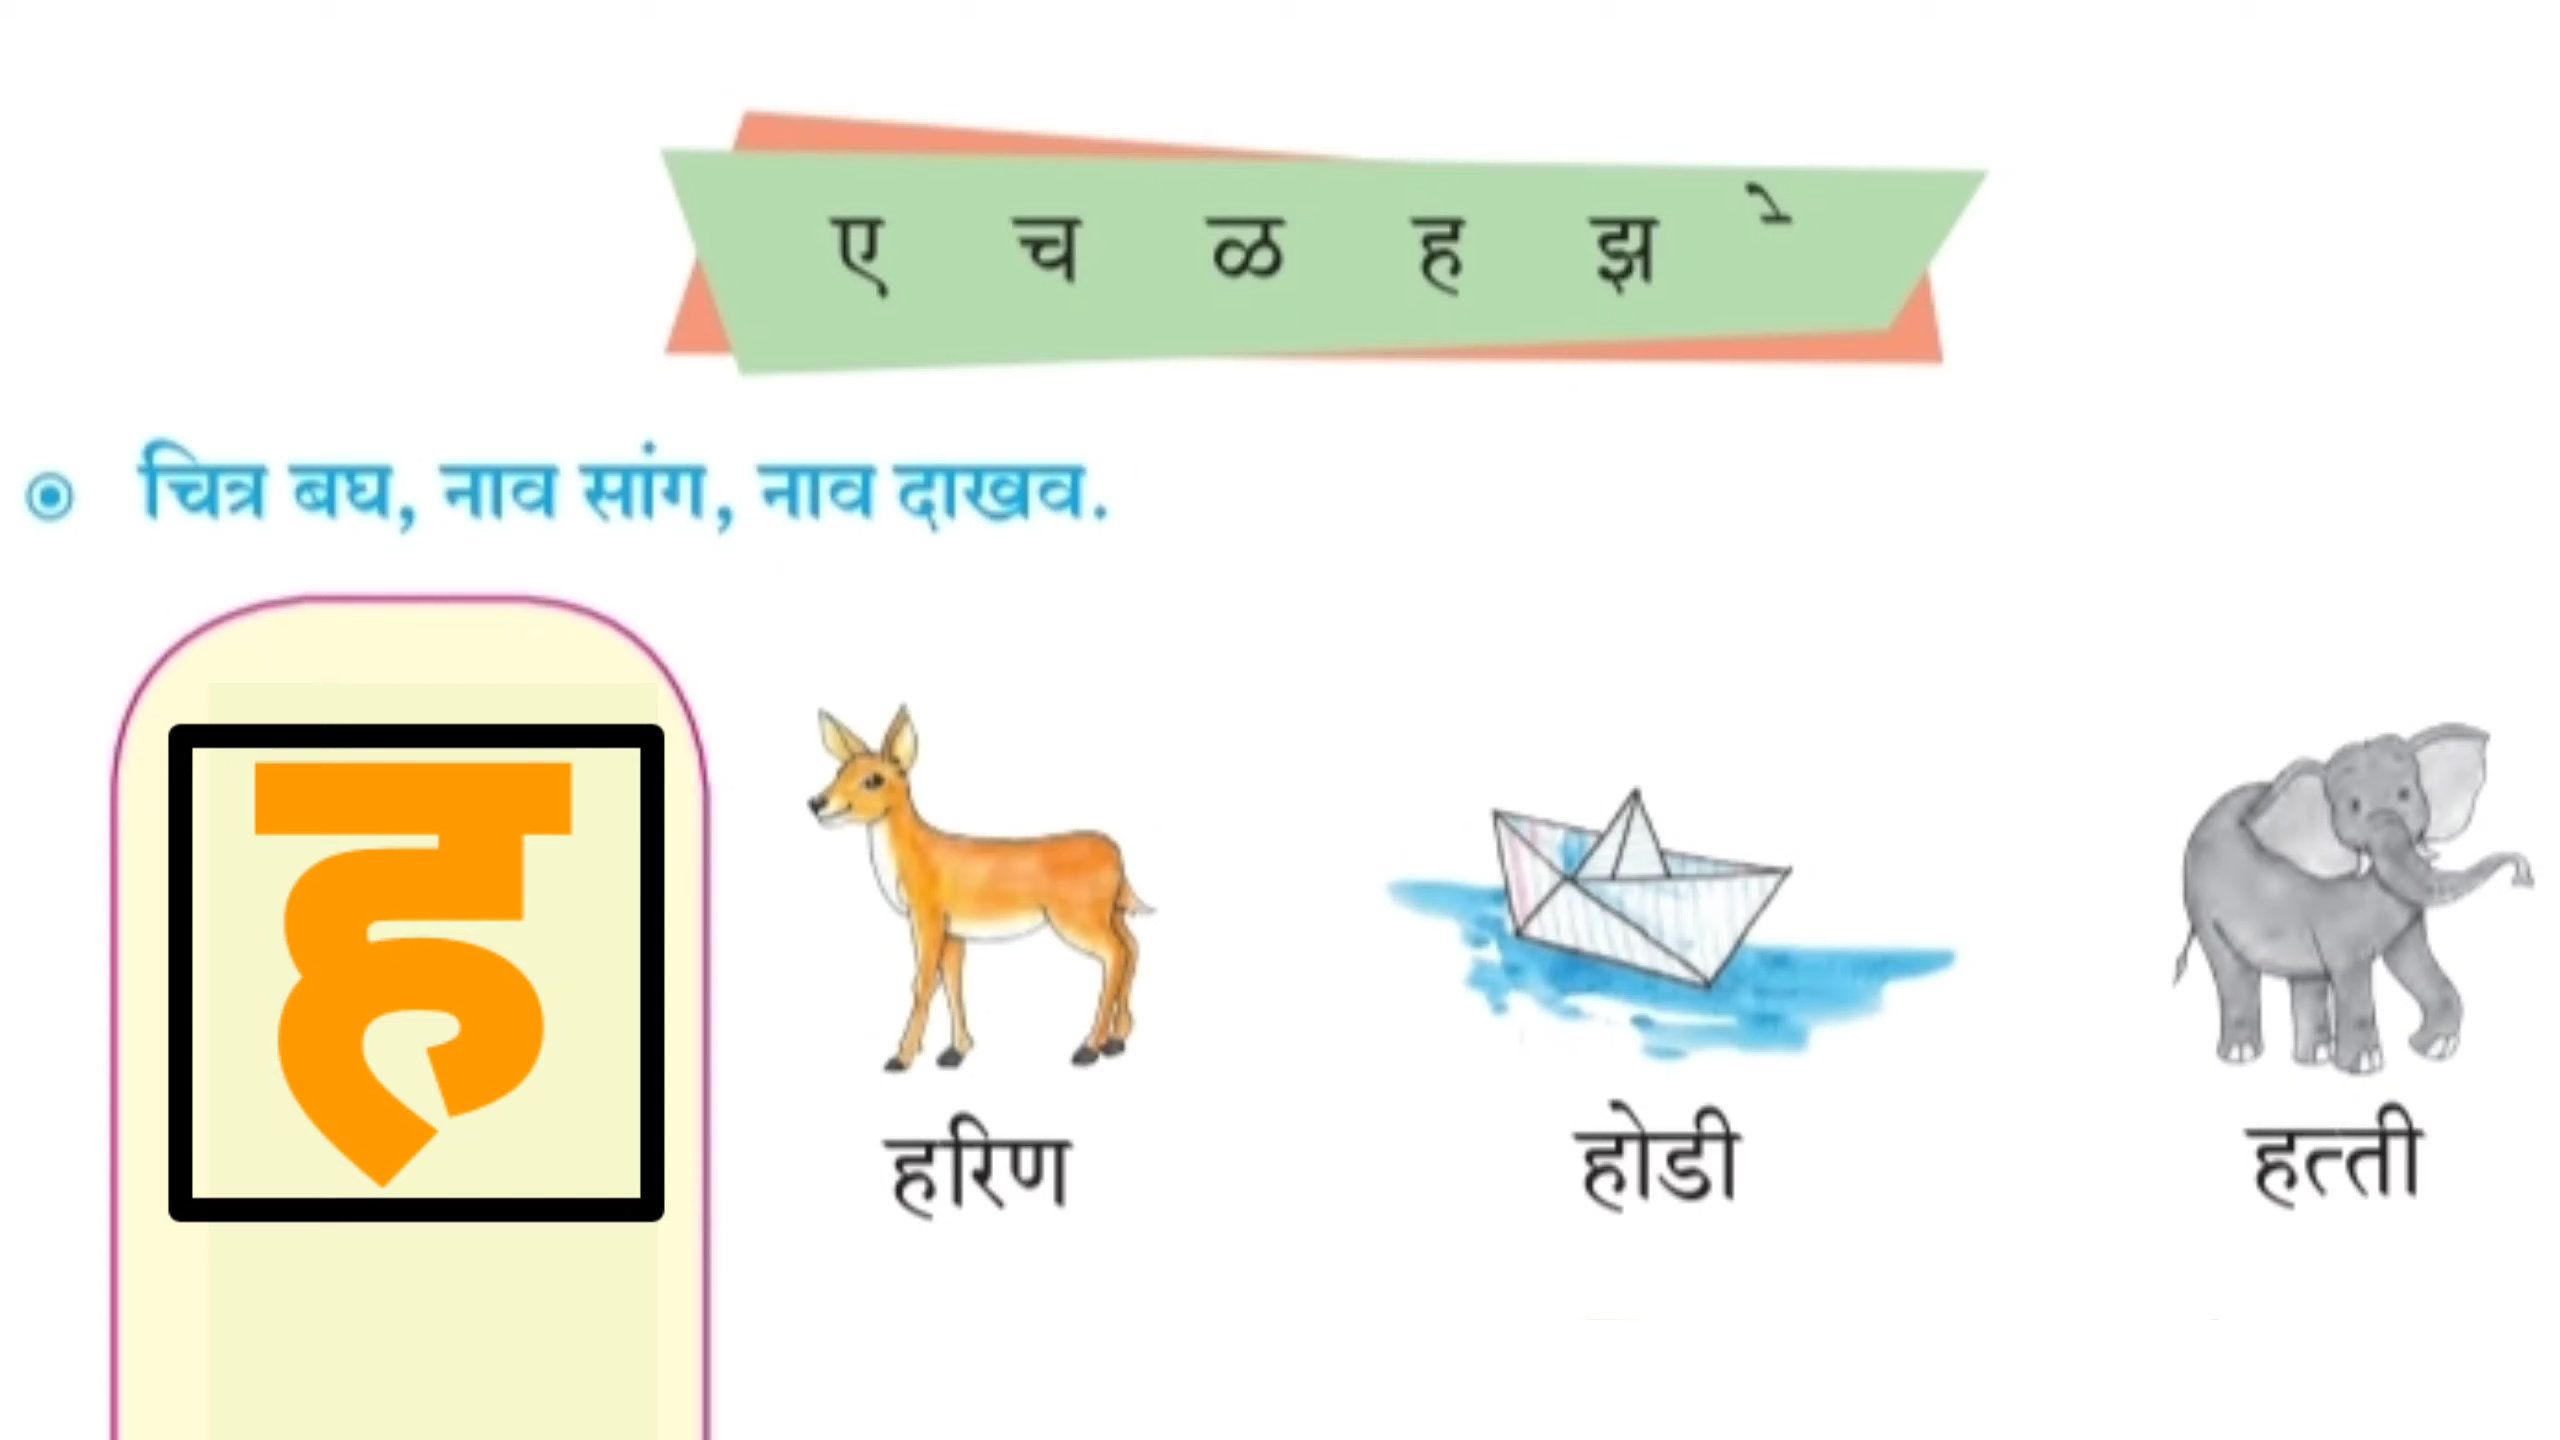 ए च ळ ह झ े
चित्र बघ, नाव सांग, नाव दाखव.
ह
हरिण होडी हत्ती